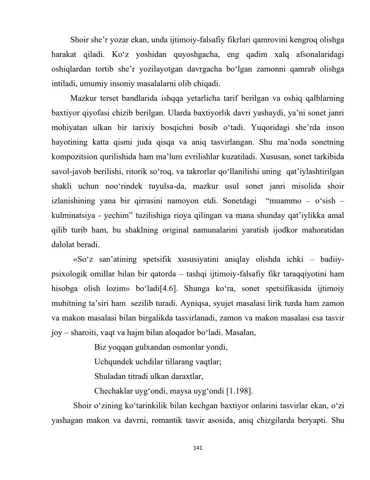 Shoir she’r yozar ekan, unda ijtimoiy-falsafiy fikrlari qamrovini kengroq olishga
harakat qiladi. Ko‘z yoshidan quyoshgacha, eng qadim xalq afsonalaridagi
oshiqlardan tortib she’r yozilayotgan davrgacha bo‘lgan zamonni qamrab olishga
intiladi, umumiy insoniy masalalarni olib chiqadi.
Mazkur terset bandlarida ishqqa yetarlicha tarif berilgan va oshiq qalblarning
baxtiyor qiyofasi chizib berilgan. Ularda baxtiyorlik davri yashaydi, ya’ni sonet janri
mohiyatan ulkan bir tarixiy bosqichni bosib o‘tadi. Yuqoridagi she’rda inson
hayotining katta qismi juda qisqa va aniq tasvirlangan. Shu ma’noda sonetning
kompozitsion qurilishida ham ma’lum evrilishlar kuzatiladi. Xususan, sonet tarkibida
savol-javob berilishi, ritorik so‘roq, va takrorlar qo‘llanilishi uning qat’iylashtirilgan
shakli uchun noo‘rindek tuyulsa-da, mazkur usul sonet janri misolida shoir
izlanishining yana bir qirrasini namoyon etdi. Sonetdagi “muammo – o‘sish –
kulminatsiya - yechim” tuzilishiga rioya qilingan va mana shunday qat’iylikka amal
qilib turib ham, bu shaklning original namunalarini yaratish ijodkor mahoratidan
dalolat beradi.
«So‘z san’atining spetsifik xususiyatini aniqlay olishda ichki – badiiy-
psixologik omillar bilan bir qatorda – tashqi ijtimoiy-falsafiy fikr taraqqiyotini ham
hisobga olish lozim» bo‘ladi[4.6]. Shunga ko‘ra, sonet spetsifikasida ijtimoiy
muhitning ta’siri ham sezilib turadi. Ayniqsa, syujet masalasi lirik turda ham zamon
va makon masalasi bilan birgalikda tasvirlanadi, zamon va makon masalasi esa tasvir
joy – sharoiti, vaqt va hajm bilan aloqador bo‘ladi. Masalan,
Biz yoqqan gulxandan osmonlar yondi,
Uchqundek uchdilar tillarang vaqtlar;
Shuladan titradi ulkan daraxtlar,
Chechaklar uyg‘ondi, maysa uyg‘ondi [1.198].
Shoir o‘zining ko‘tarinkilik bilan kechgan baxtiyor onlarini tasvirlar ekan, o‘zi
yashagan makon va davrni, romantik tasvir asosida, aniq chizgilarda beryapti. Shu
141